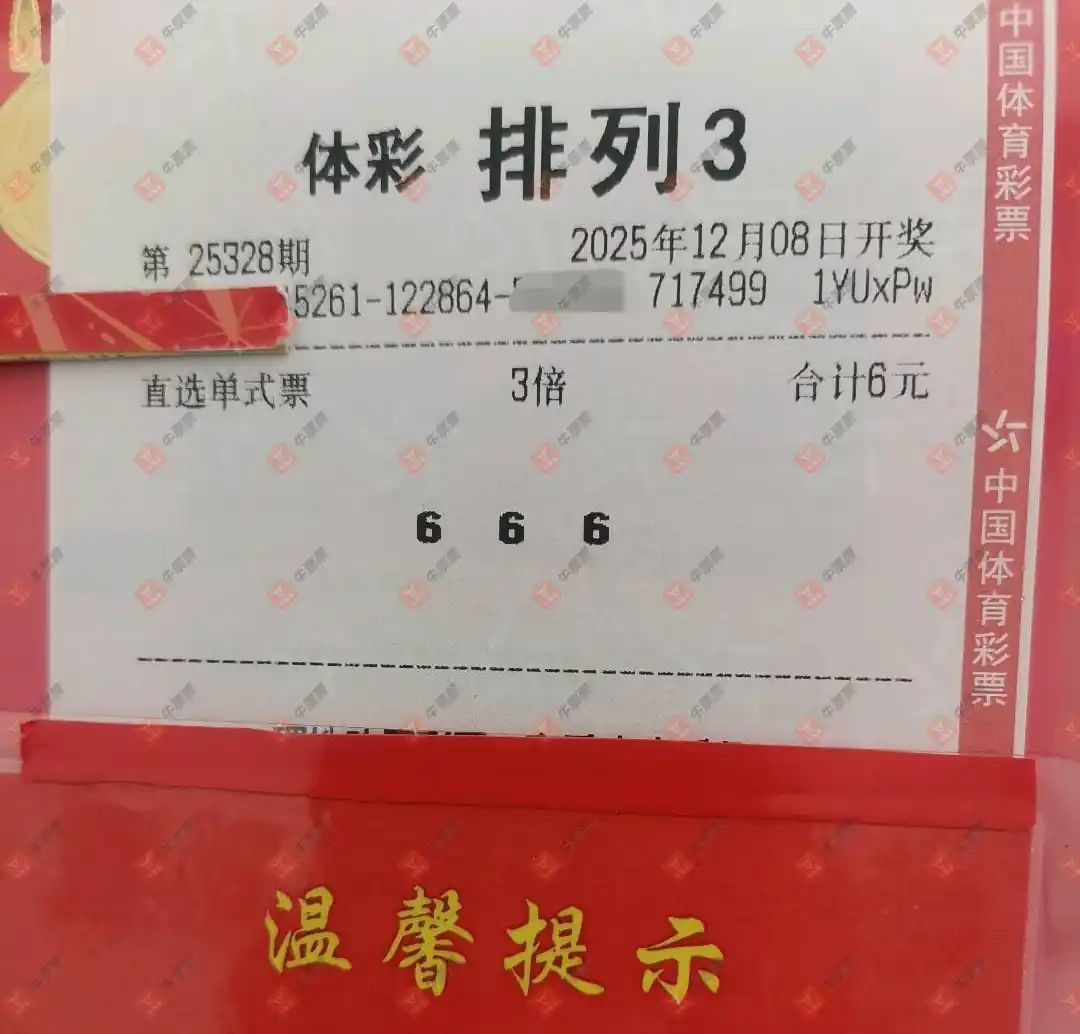 体彩 排列3
第 25328期 2025年12月08日开奖
5261-122864- 717499 1YUxPw
直选单式票 3倍 合计6元
6 6 6
中国体育彩票
中国体育彩票
温馨提示
牛票票